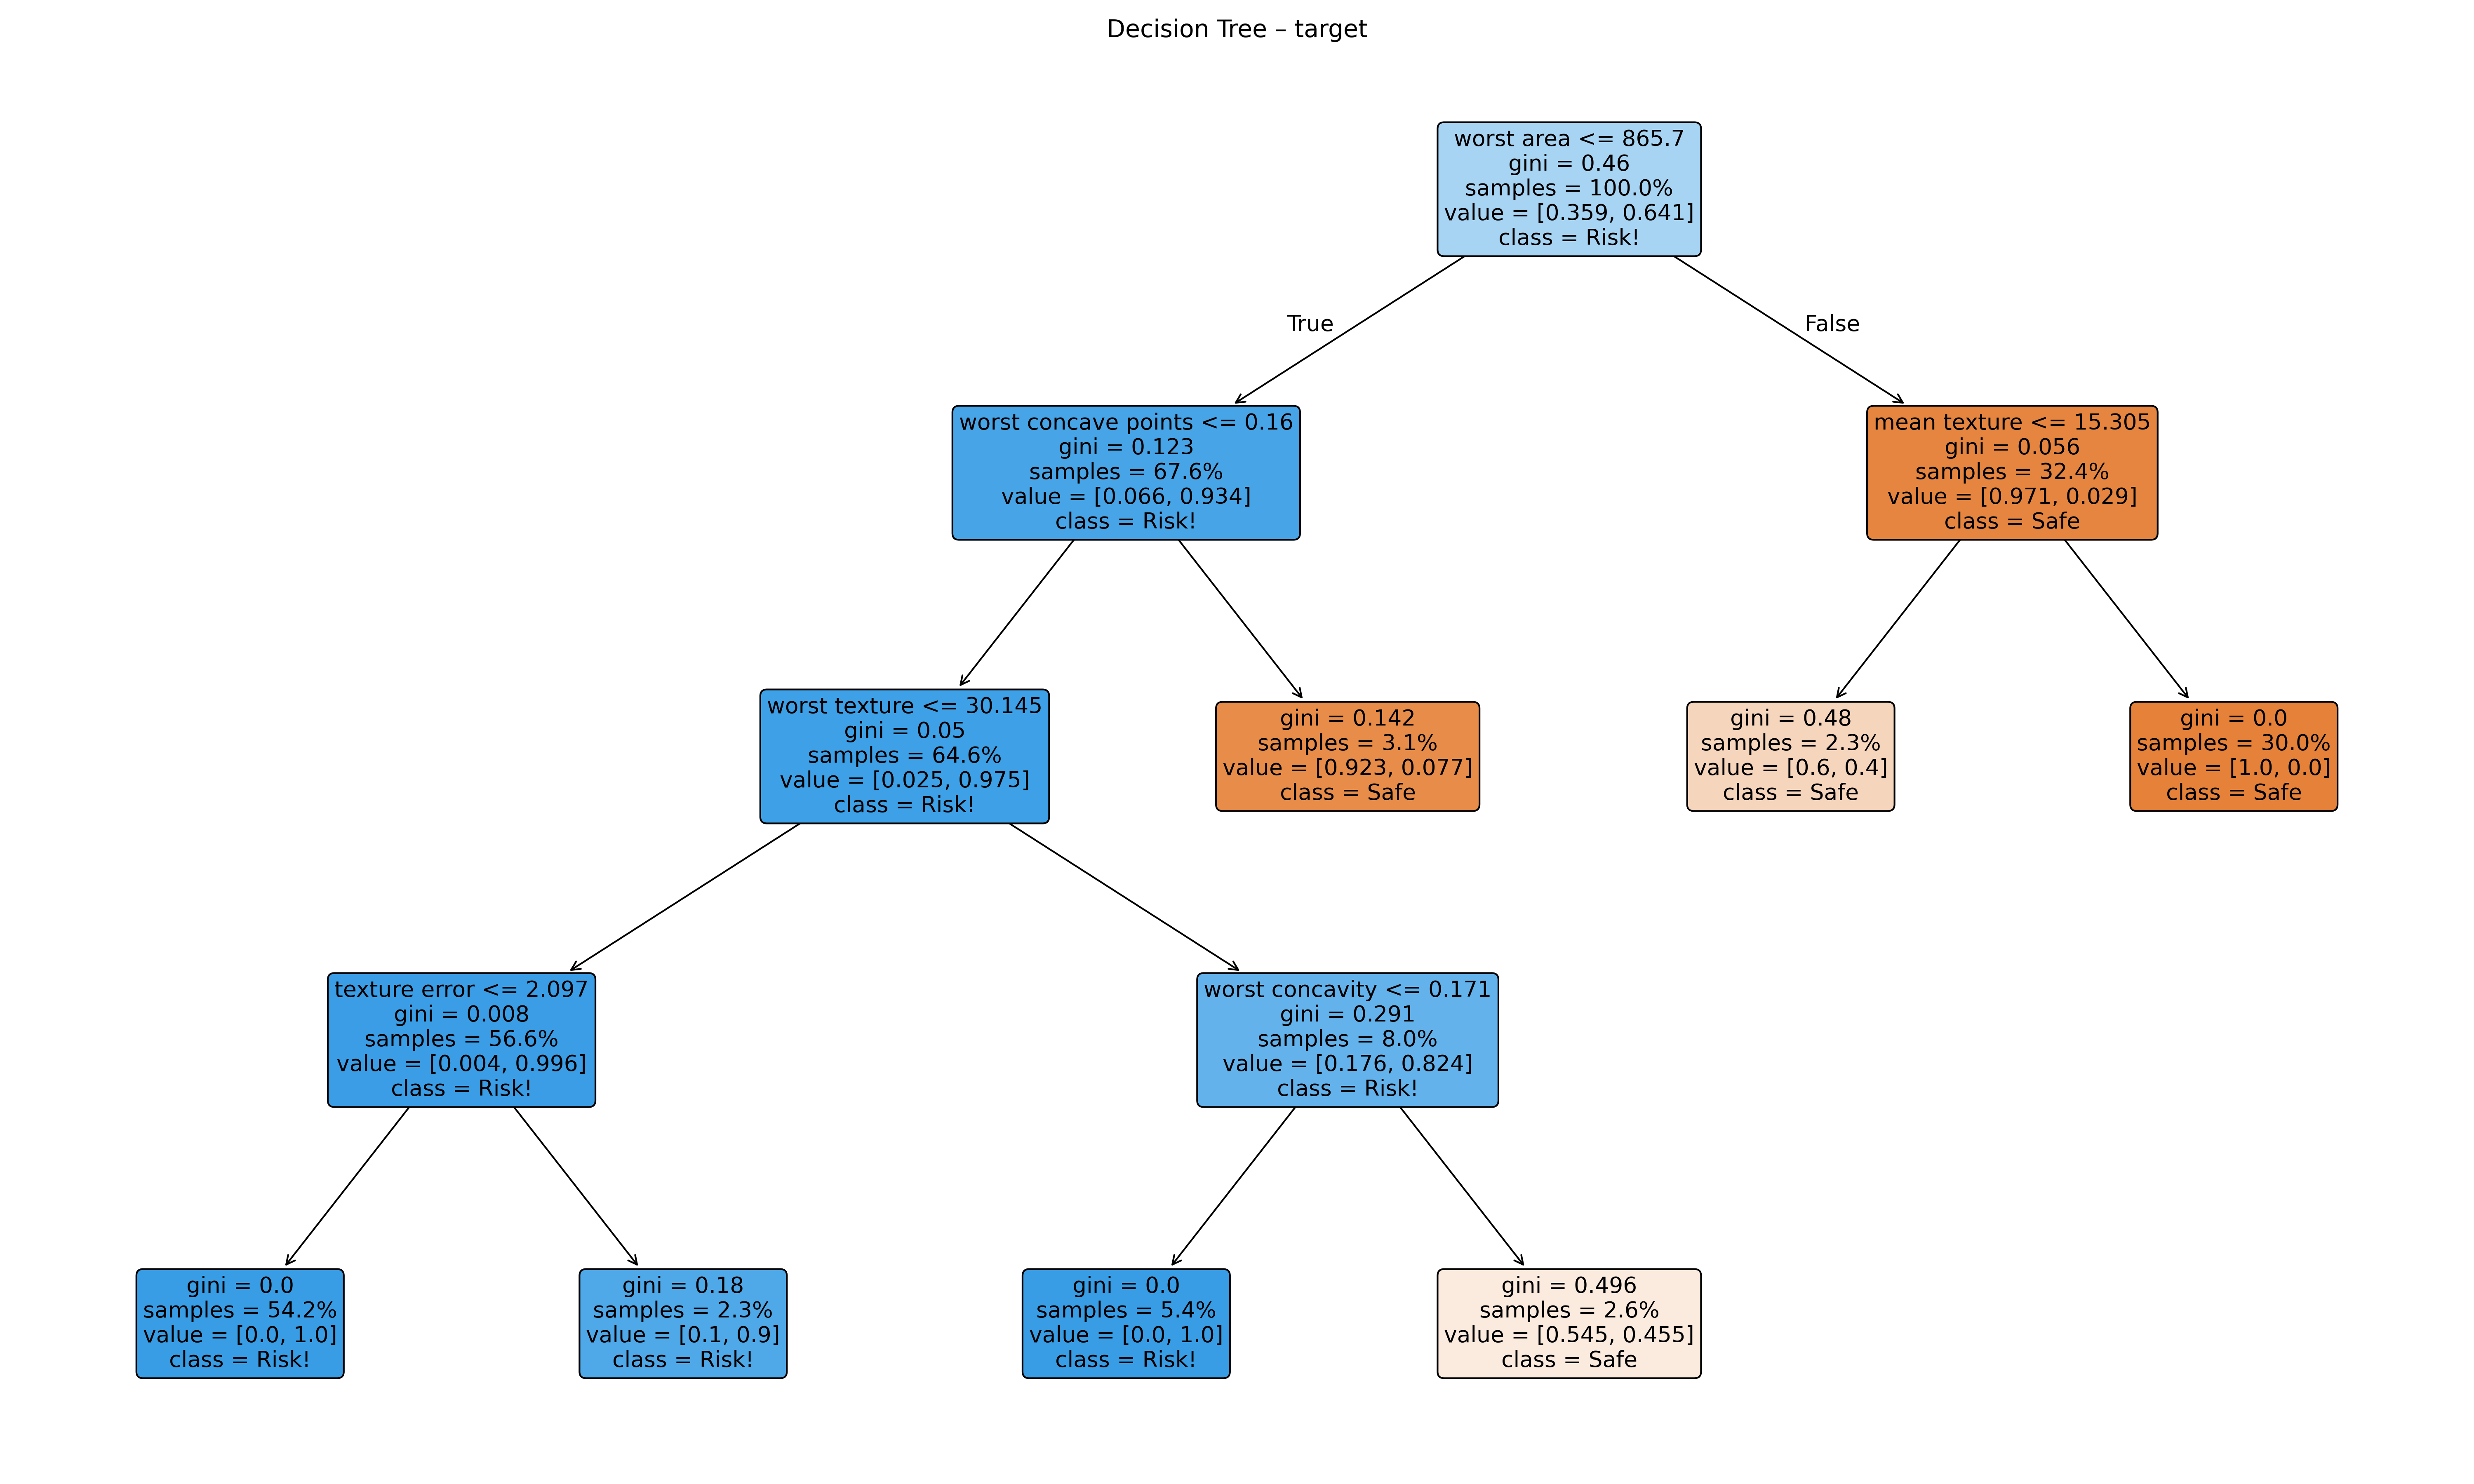 Decision Tree – target
worst area <= 865.7
gini = 0.46
samples = 100.0%
value = [0.359, 0.641]
class = Risk!
True
False
worst concave points <= 0.16
gini = 0.123
samples = 67.6%
value = [0.066, 0.934]
class = Risk!
mean texture <= 15.305
gini = 0.056
samples = 32.4%
value = [0.971, 0.029]
class = Safe
worst texture <= 30.145
gini = 0.05
samples = 64.6%
value = [0.025, 0.975]
class = Risk!
gini = 0.142
samples = 3.1%
value = [0.923, 0.077]
class = Safe
gini = 0.48
samples = 2.3%
value = [0.6, 0.4]
class = Safe
gini = 0.0
samples = 30.0%
value = [1.0, 0.0]
class = Safe
texture error <= 2.097
gini = 0.008
samples = 56.6%
value = [0.004, 0.996]
class = Risk!
worst concavity <= 0.171
gini = 0.291
samples = 8.0%
value = [0.176, 0.824]
class = Risk!
gini = 0.0
samples = 54.2%
value = [0.0, 1.0]
class = Risk!
gini = 0.18
samples = 2.3%
value = [0.1, 0.9]
class = Risk!
gini = 0.0
samples = 5.4%
value = [0.0, 1.0]
class = Risk!
gini = 0.496
samples = 2.6%
value = [0.545, 0.455]
class = Safe